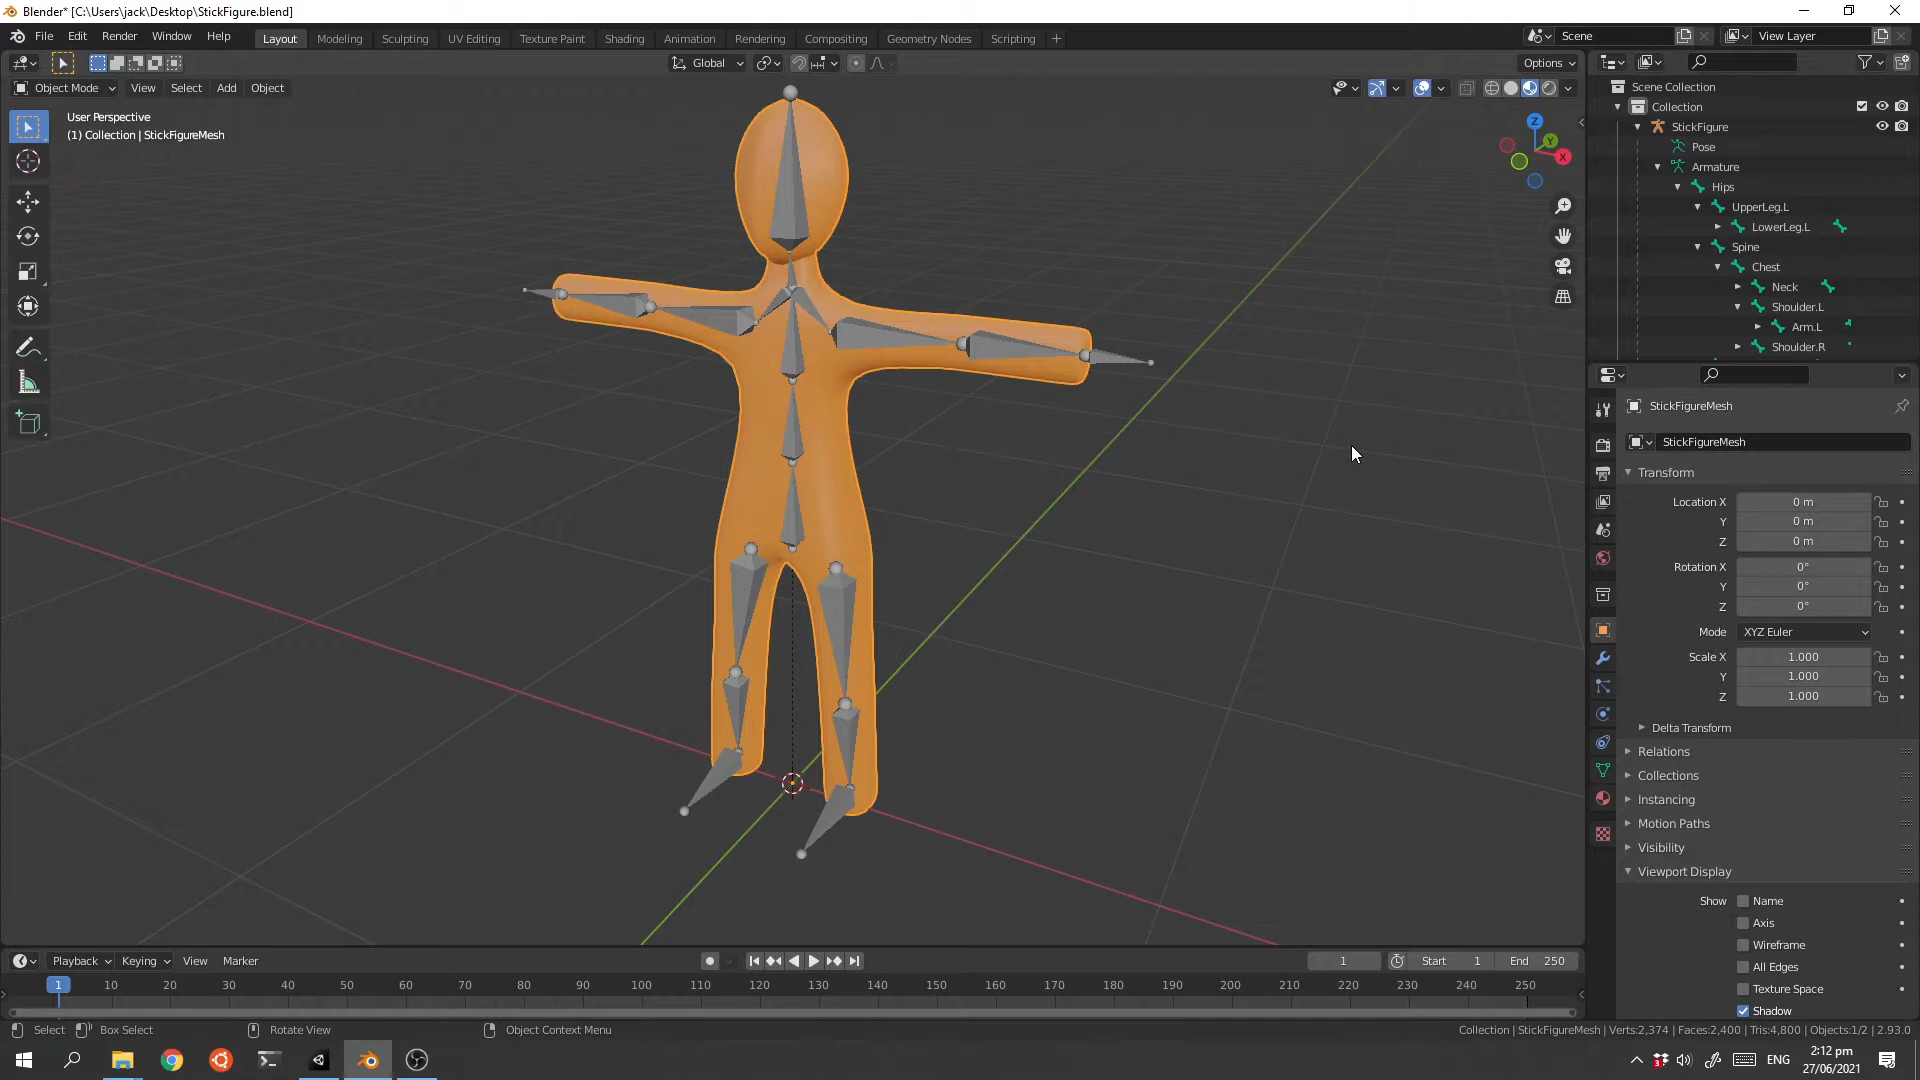 Blender* [C:\Users\jack\Desktop\StickFigure.blend]
File Edit Render Window Help
Layout Modeling Sculpting UV Editing Texture Paint Shading Animation Rendering Compositing Geometry Nodes Scripting +
Scene
View Layer
Global
Options
Object Mode View Select Add Object
User Perspective
(1) Collection | StickFigureMesh
Z
Y
X
Scene Collection
Collection
StickFigure
Pose
Armature
Hips
UpperLeg.L
LowerLeg.L
Spine
Chest
Neck
Shoulder.L
Arm.L
Shoulder.R
StickFigureMesh
StickFigureMesh
Transform
Location X 0 m
Y 0 m
Z 0 m
Rotation X 0°
Y 0°
Z 0°
Mode XYZ Euler
Scale X 1.000
Y 1.000
Z 1.000
Delta Transform
Relations
Collections
Instancing
Motion Paths
Visibility
Viewport Display
Show Name
Axis
Wireframe
All Edges
Texture Space
Shadow
Playback Keying View Marker
1 Start 1 End 250
1 10 20 30 40 50 60 70 80 90 100 110 120 130 140 150 160 170 180 190 200 210 220 230 240 250
Select Box Select Rotate View Object Context Menu
Collection | StickFigureMesh | Verts:2,374 | Faces:2,400 | Tris:4,800 | Objects:1/2 | 2.93.0
ENG
2:12 pm
27/06/2021